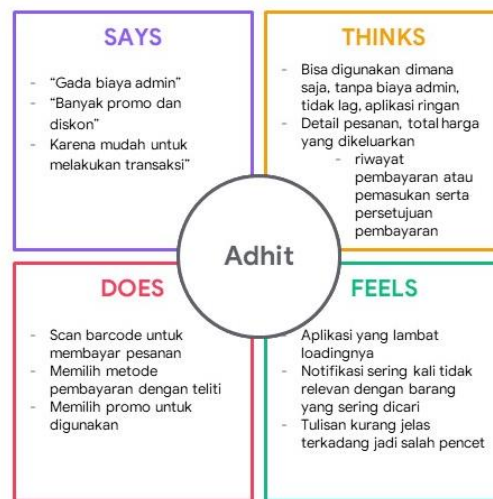 SAYS
- “Gada biaya admin”
- “Banyak promo dan
diskon”
- Karena mudah untuk
melakukan transaksi”
THINKS
- Bisa digunakan dimana
saja, tanpa biaya admin,
tidak lag, aplikasi ringan
- Detail pesanan, total harga
yang dikeluarkan
- riwayat
pembayaran atau
pemasukan serta
persetujuan
pembayaran
Adhit
DOES
- Scan barcode untuk
membayar pesanan
- Memilih metode
pembayaran dengan teliti
- Memilih promo untuk
digunakan
FEELS
Aplikasi yang lambat
loadingnya
- Notifikasi sering kali tidak
relevan dengan barang
yang sering dicari
- Tulisan kurang jelas
terkadang jadi salah pencet